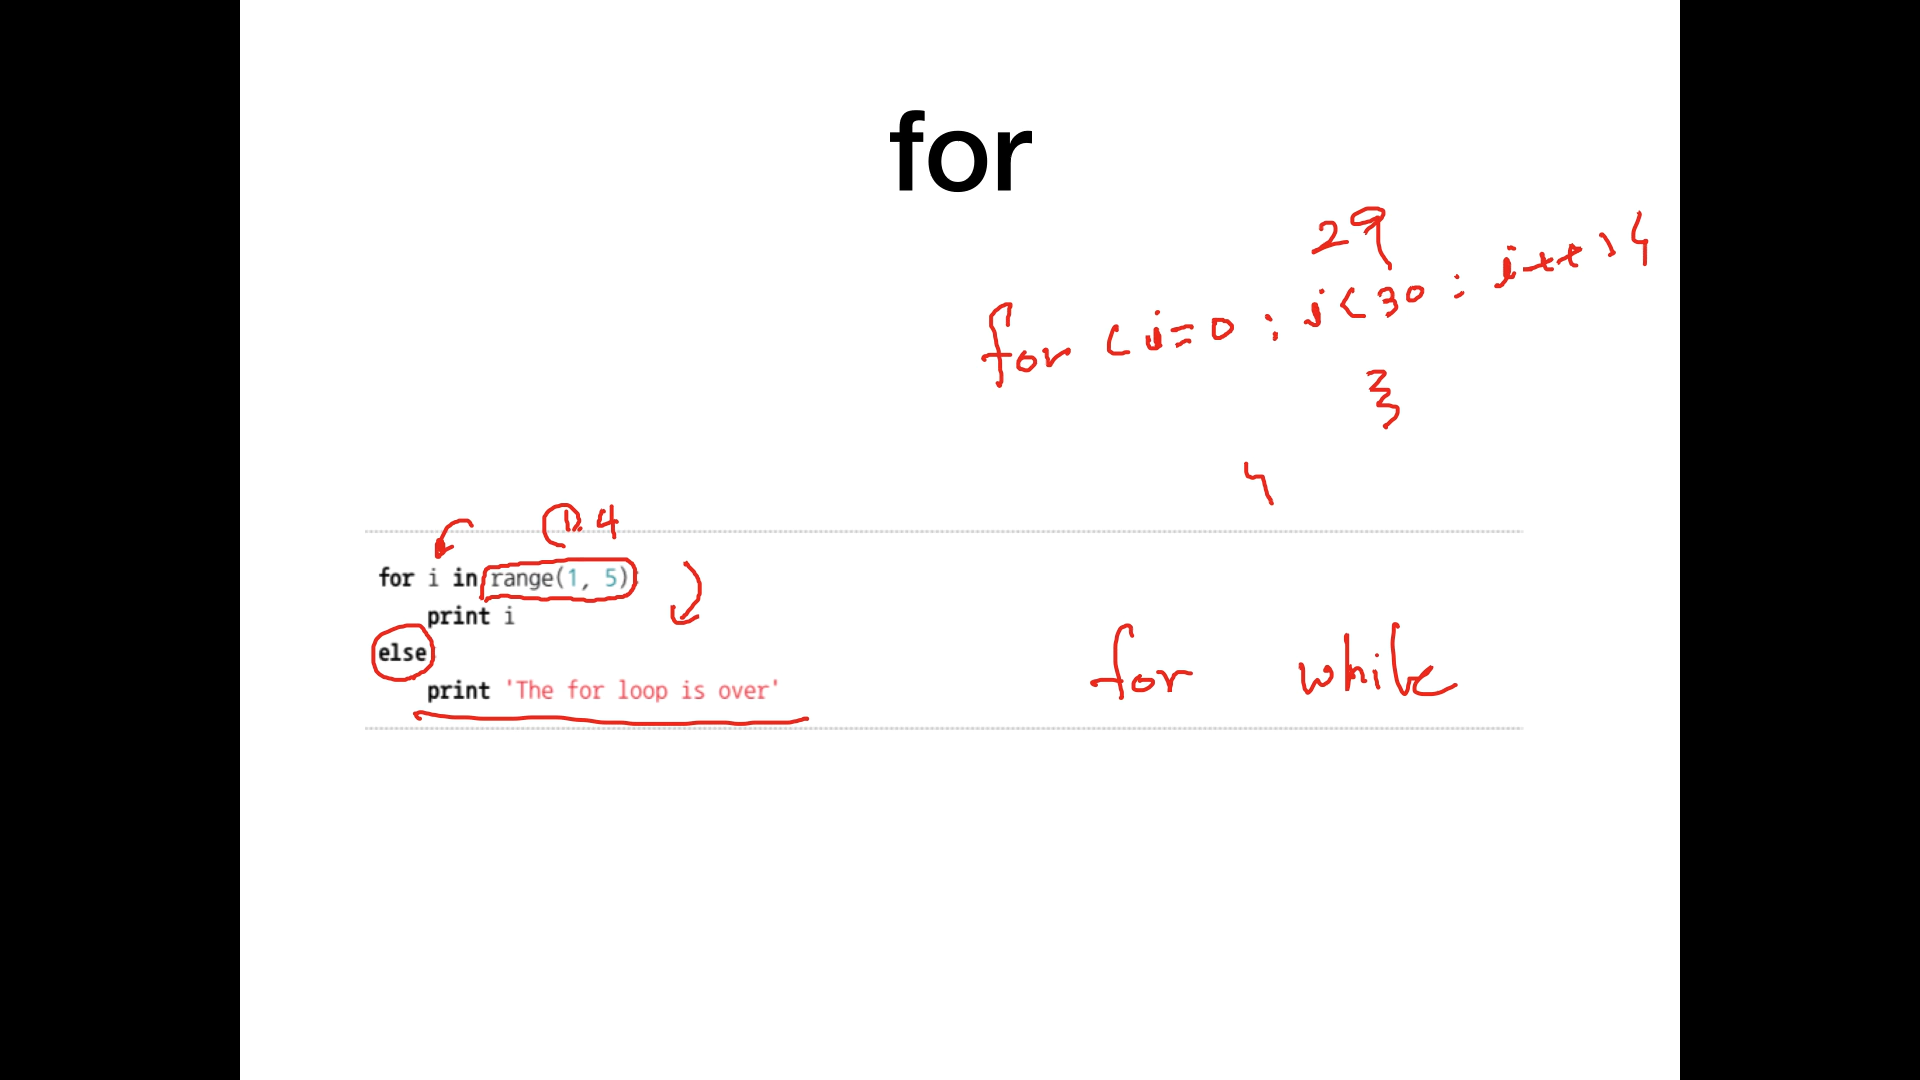 for
29
for ( i=0 : i<30 : i++ ) {
}
4
1. 4
for i in range(1, 5)
print i
else
print 'The for loop is over'
for while